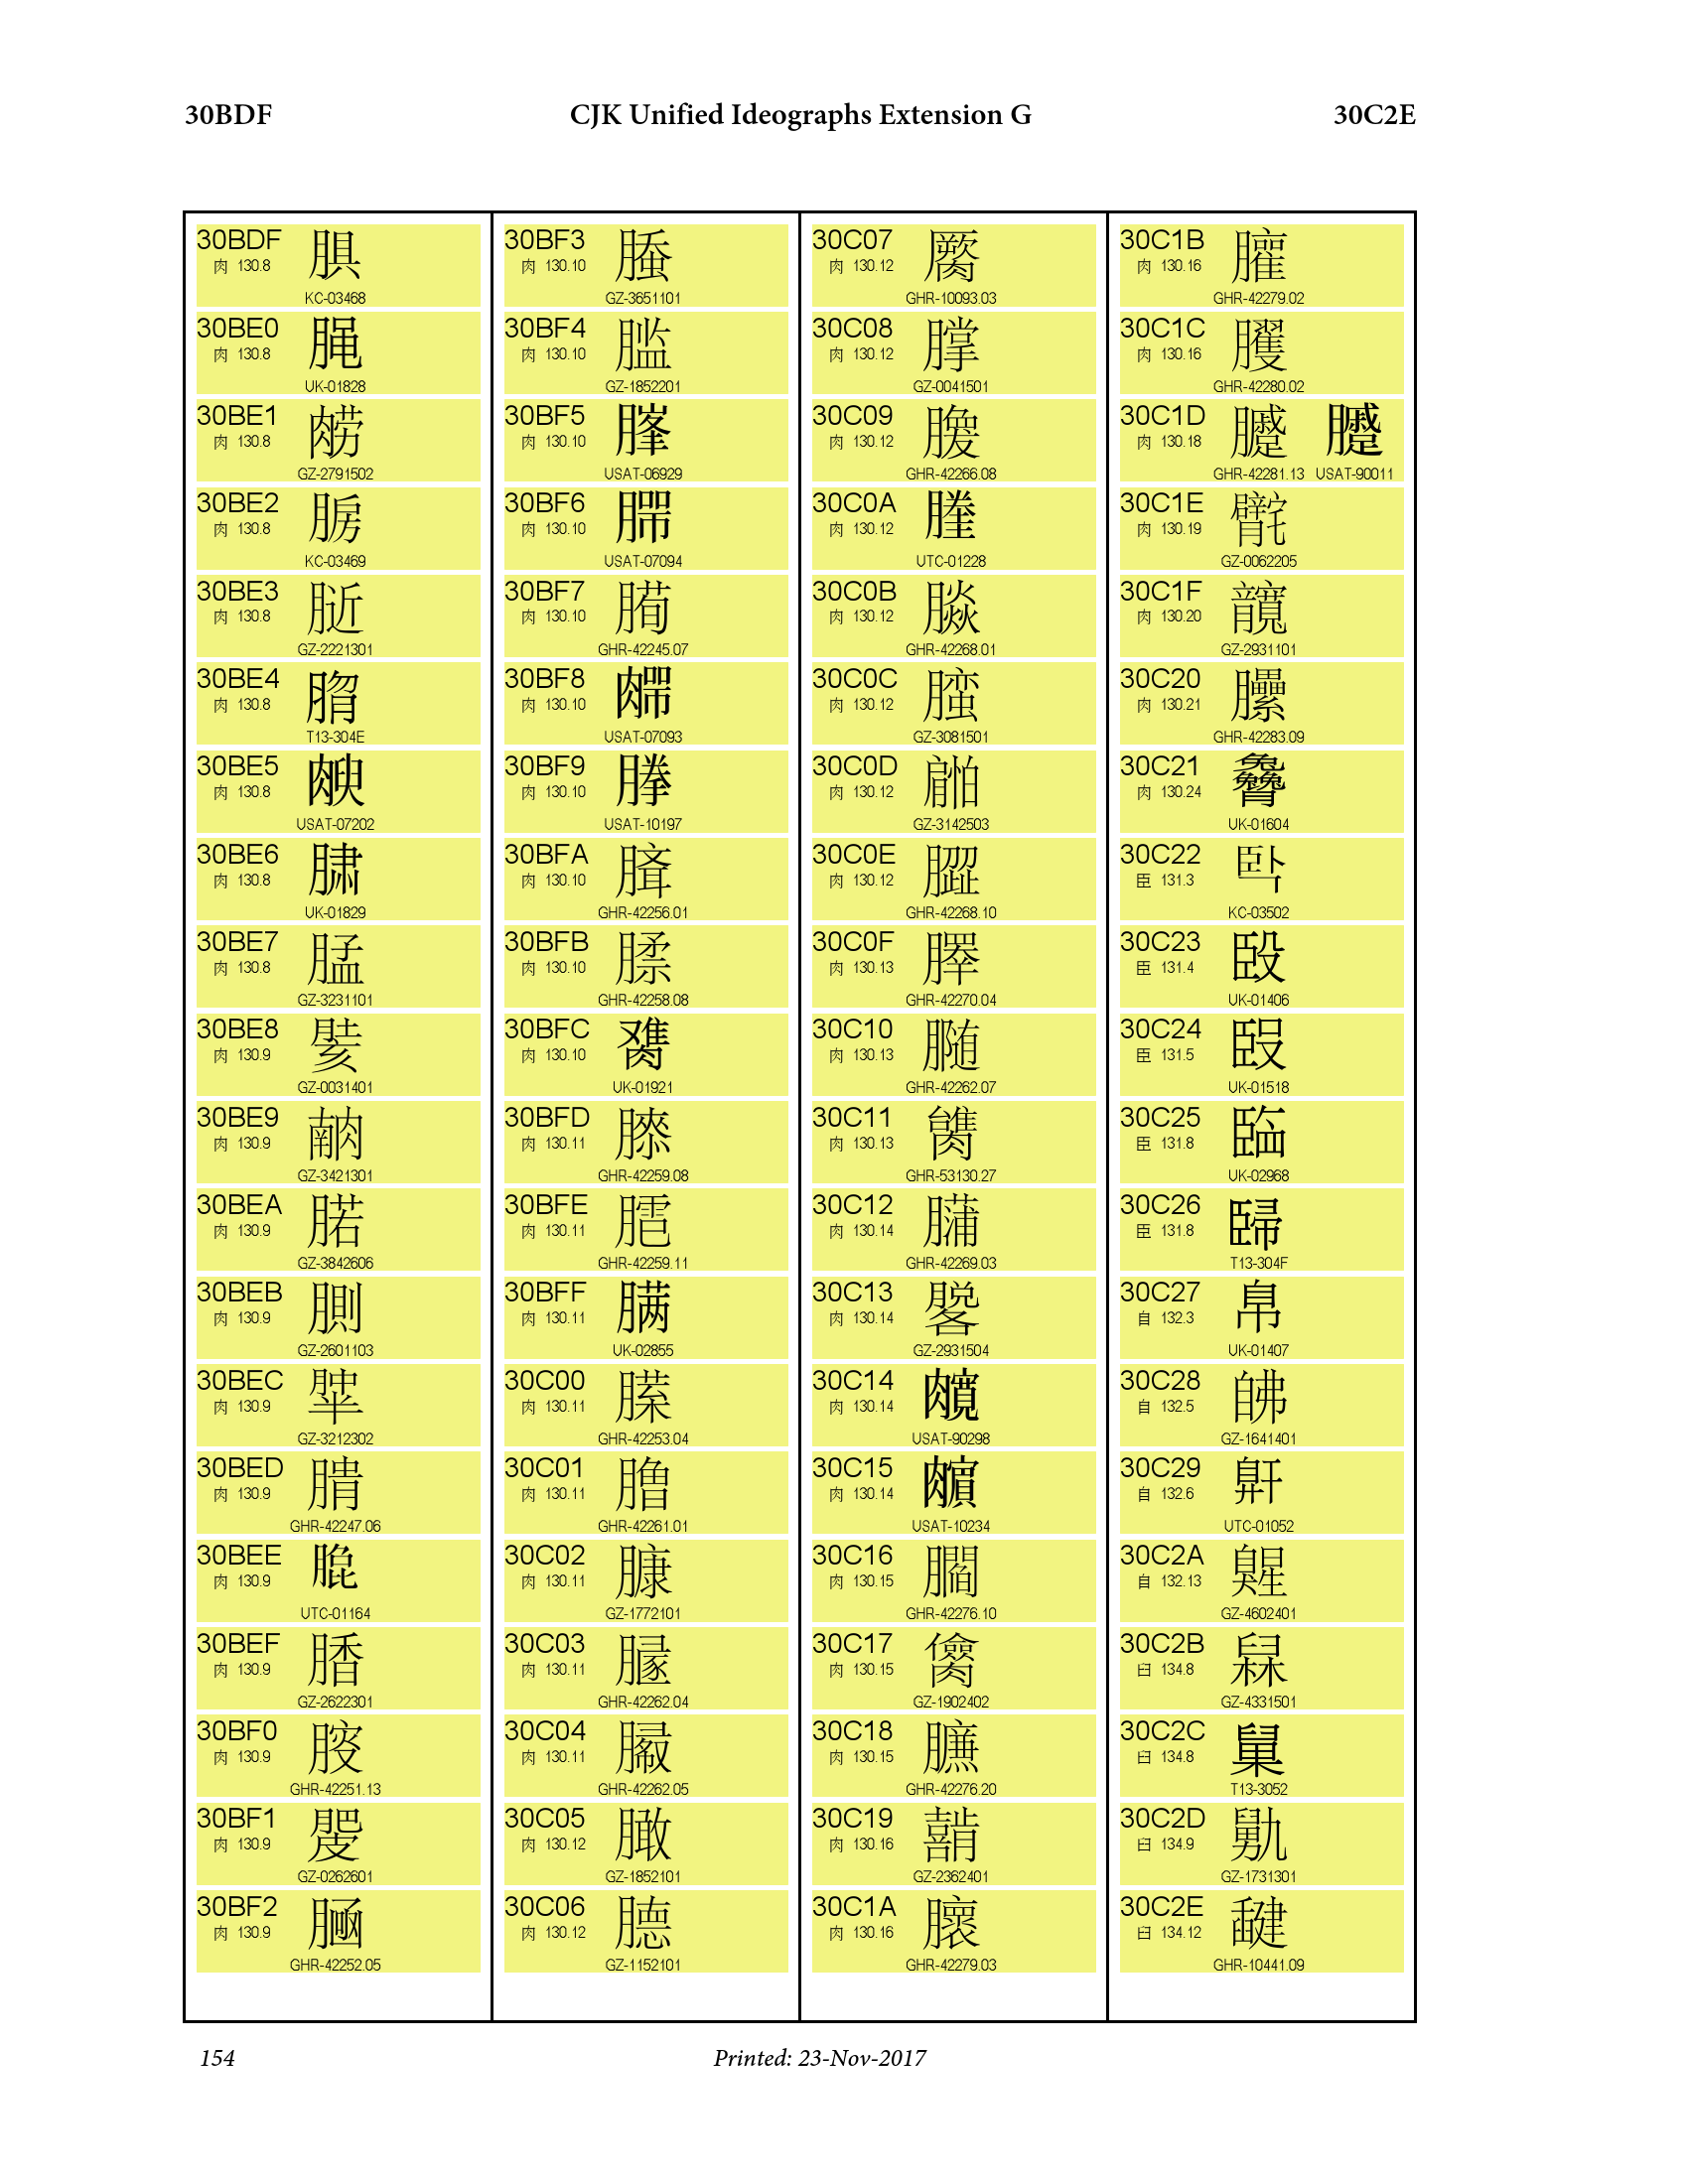 30BDF CJK Unified Ideographs Extension G 30C2E
30BDF
肉 130.8
KC-03468
30BE0
肉 130.8
UK-01828
30BE1
肉 130.8
GZ-2791502
30BE2
肉 130.8
KC-03469
30BE3
肉 130.8
GZ-2221301
30BE4
肉 130.8
T13-304E
30BE5
肉 130.8
USAT-07202
30BE6
肉 130.8
UK-01829
30BE7
肉 130.8
GZ-3231101
30BE8
肉 130.9
GZ-0031401
30BE9
肉 130.9
GZ-3421301
30BEA
肉 130.9
GZ-3842606
30BEB
肉 130.9
GZ-2601103
30BEC
肉 130.9
GZ-3212302
30BED
肉 130.9
GHR-42247.06
30BEE
肉 130.9
UTC-01164
30BEF
肉 130.9
GZ-2622301
30BF0
肉 130.9
GHR-42251.13
30BF1
肉 130.9
GZ-0262601
30BF2
肉 130.9
GHR-42252.05
30BF3
肉 130.10
GZ-3651101
30BF4
肉 130.10
GZ-1852201
30BF5
肉 130.10
USAT-06929
30BF6
肉 130.10
USAT-07094
30BF7
肉 130.10
GHR-42245.07
30BF8
肉 130.10
USAT-07093
30BF9
肉 130.10
USAT-10197
30BFA
肉 130.10
GHR-42256.01
30BFB
肉 130.10
GHR-42258.08
30BFC
肉 130.10
UK-01921
30BFD
肉 130.11
GHR-42259.08
30BFE
肉 130.11
GHR-42259.11
30BFF
肉 130.11
UK-02855
30C00
肉 130.11
GHR-42253.04
30C01
肉 130.11
GHR-42261.01
30C02
肉 130.11
GZ-1772101
30C03
肉 130.11
GHR-42262.04
30C04
肉 130.11
GHR-42262.05
30C05
肉 130.12
GZ-1852101
30C06
肉 130.12
GZ-1152101
30C07
肉 130.12
GHR-10093.03
30C08
肉 130.12
GZ-0041501
30C09
肉 130.12
GHR-42266.08
30C0A
肉 130.12
UTC-01228
30C0B
肉 130.12
GHR-42268.01
30C0C
肉 130.12
GZ-3081501
30C0D
肉 130.12
GZ-3142503
30C0E
肉 130.12
GHR-42268.10
30C0F
肉 130.13
GHR-42270.04
30C10
肉 130.13
GHR-42262.07
30C11
肉 130.13
GHR-53130.27
30C12
肉 130.14
GHR-42269.03
30C13
肉 130.14
GZ-2931504
30C14
肉 130.14
USAT-90298
30C15
肉 130.14
USAT-10234
30C16
肉 130.15
GHR-42276.10
30C17
肉 130.15
GZ-1902402
30C18
肉 130.15
GHR-42276.20
30C19
肉 130.16
GZ-2362401
30C1A
肉 130.16
GHR-42279.03
30C1B
肉 130.16
GHR-42279.02
30C1C
肉 130.16
GHR-42280.02
30C1D
肉 130.18
GHR-42281.13 USAT-90011
30C1E
肉 130.19
GZ-0062205
30C1F
肉 130.20
GZ-2931101
30C20
肉 130.21
GHR-42283.09
30C21
肉 130.24
UK-01604
30C22
臣 131.3
KC-03502
30C23
臣 131.4
UK-01406
30C24
臣 131.5
UK-01518
30C25
臣 131.8
UK-02968
30C26
臣 131.8
T13-304F
30C27
自 132.3
UK-01407
30C28
自 132.5
GZ-1641401
30C29
自 132.6
UTC-01052
30C2A
自 132.13
GZ-4602401
30C2B
臼 134.8
GZ-4331501
30C2C
臼 134.8
T13-3052
30C2D
臼 134.9
GZ-1731301
30C2E
臼 134.12
GHR-10441.09
154 Printed: 23-Nov-2017